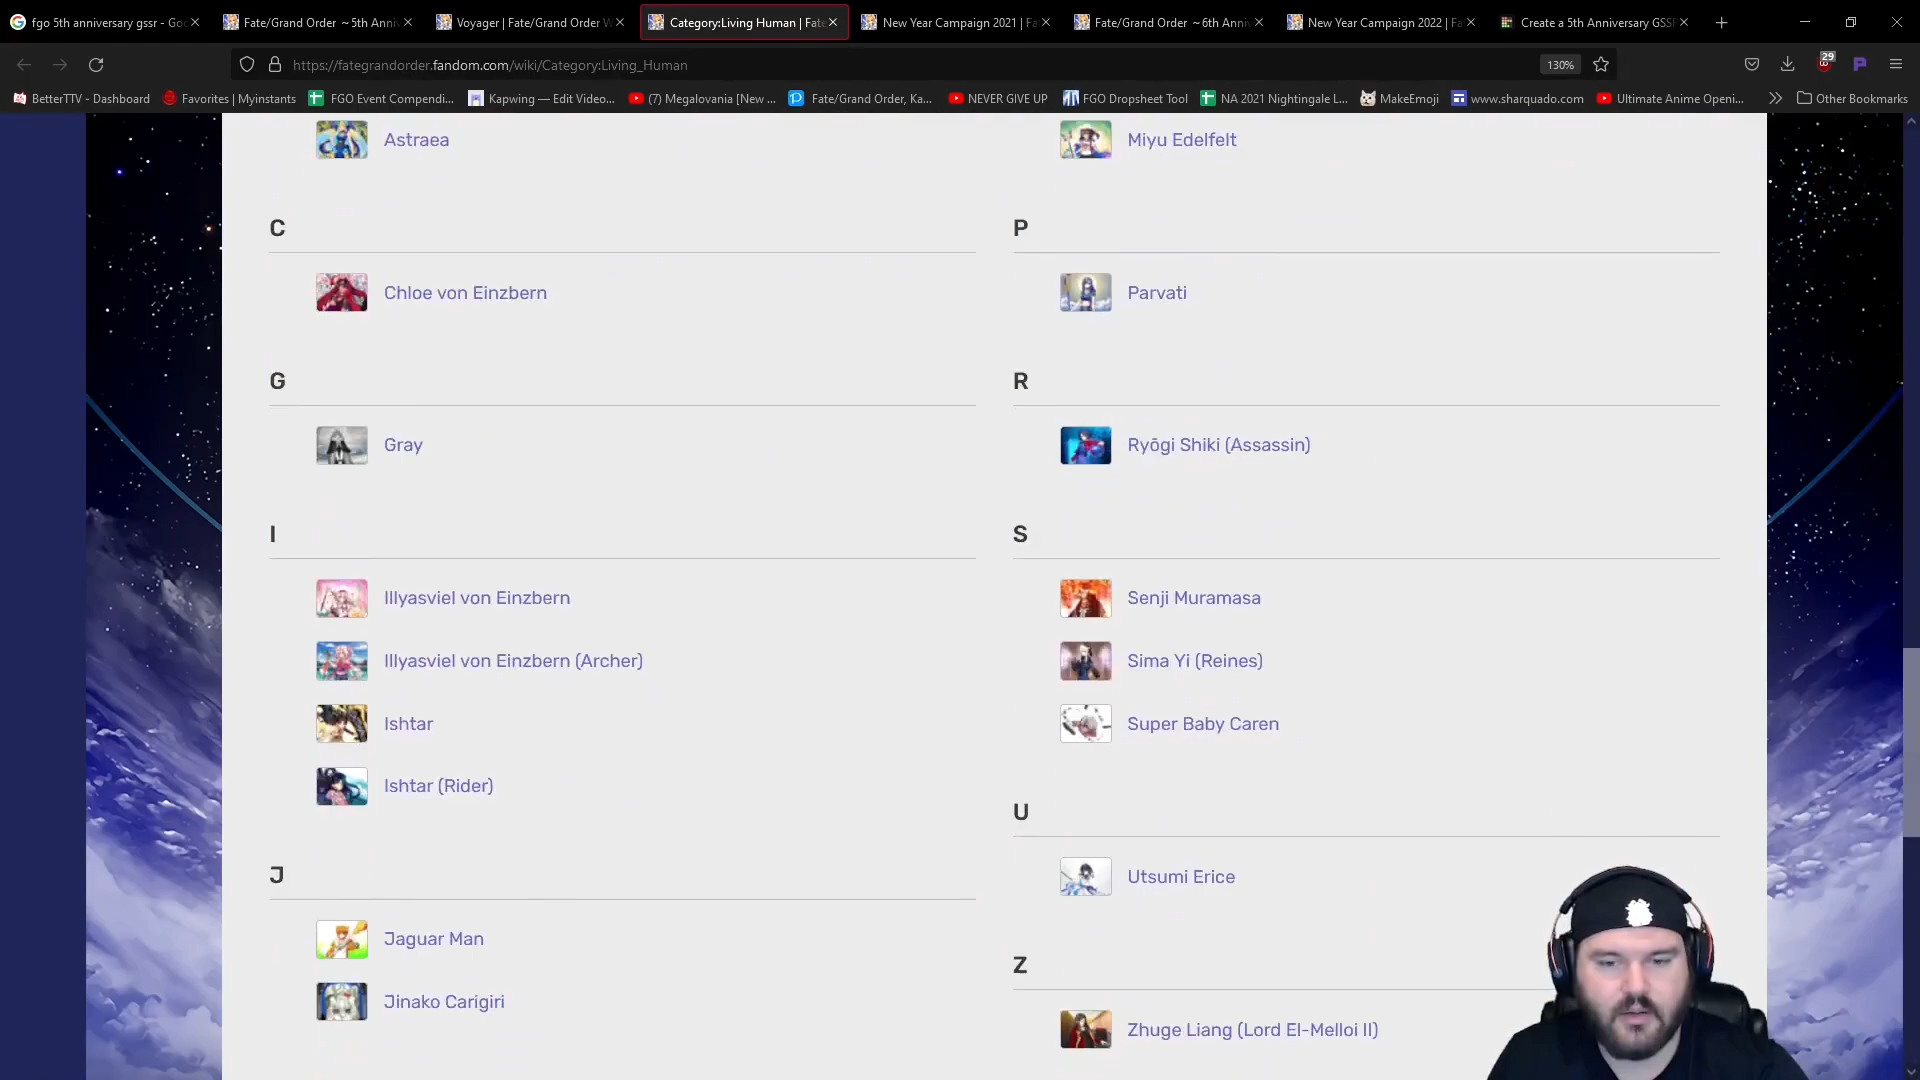 fgo 5th anniversary gssr - Goo
Fate/Grand Order ~5th Anniv
Voyager | Fate/Grand Order W
Category:Living Human | Fate
New Year Campaign 2021 | Fa
Fate/Grand Order ~6th Anniv
New Year Campaign 2022 | Fa
Create a 5th Anniversary GSSR
https://fategrandorder.fandom.com/wiki/Category:Living_Human
130%
29
BetterTTV - Dashboard
Favorites | Myinstants
FGO Event Compendi...
Kapwing — Edit Video...
(7) Megalovania [New ...
Fate/Grand Order, Ka...
NEVER GIVE UP
FGO Dropsheet Tool
NA 2021 Nightingale L...
MakeEmoji
www.sharquado.com
Ultimate Anime Openi...
Other Bookmarks
Astraea
C
Chloe von Einzbern
G
Gray
I
Illyasviel von Einzbern
Illyasviel von Einzbern (Archer)
Ishtar
Ishtar (Rider)
J
Jaguar Man
Jinako Carigiri
Miyu Edelfelt
P
Parvati
R
Ryōgi Shiki (Assassin)
S
Senji Muramasa
Sima Yi (Reines)
Super Baby Caren
U
Utsumi Erice
Z
Zhuge Liang (Lord El-Melloi II)